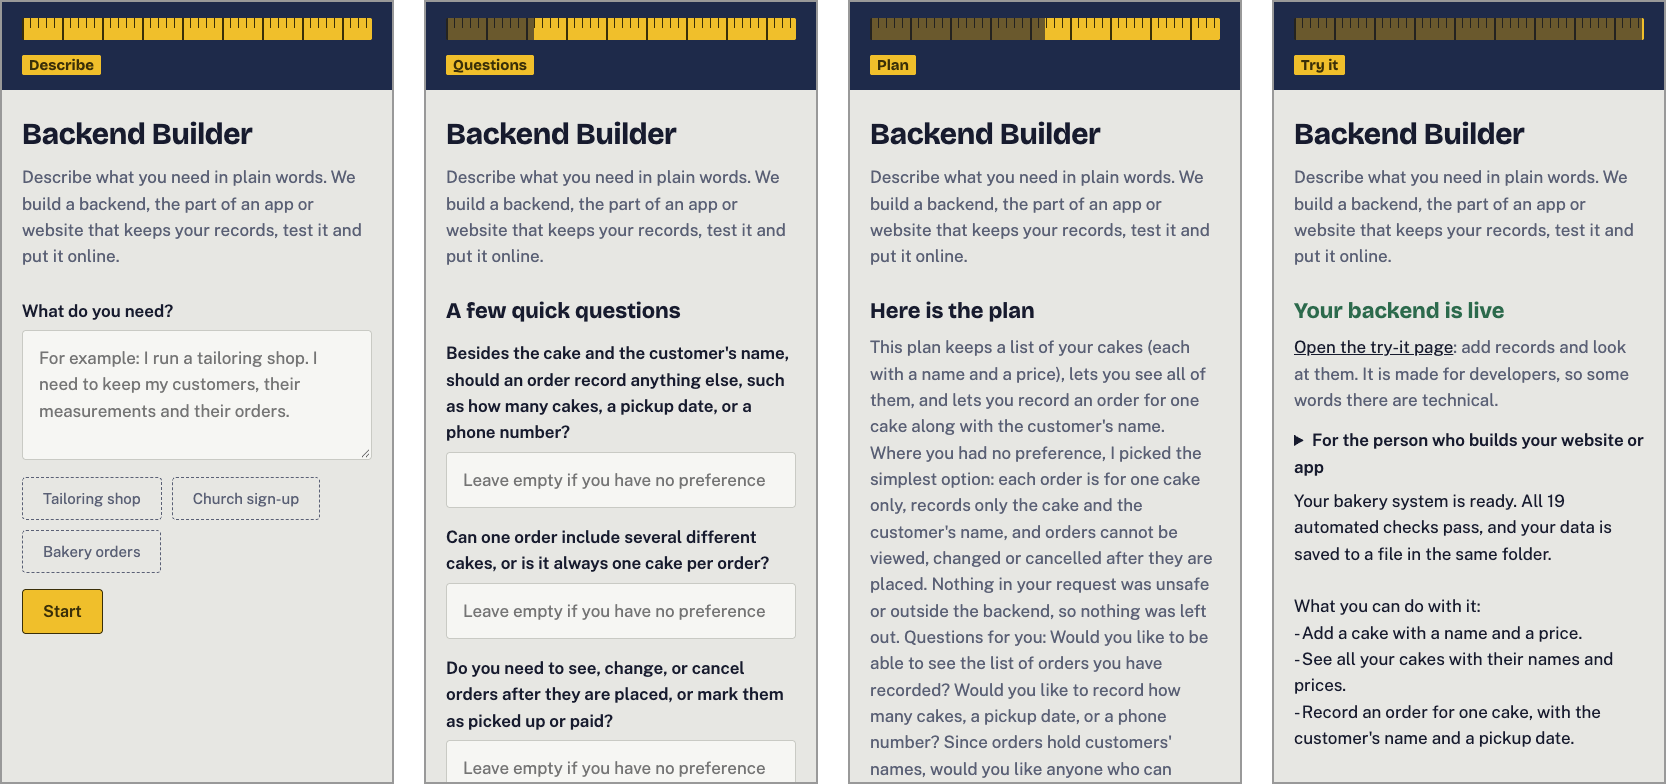 Describe
Backend Builder
Describe what you need in plain words. We
build a backend, the part of an app or
website that keeps your records, test it and
put it online.
What do you need?
For example: I run a tailoring shop. I
need to keep my customers, their
measurements and their orders.
Tailoring shop
Church sign-up
Bakery orders
Start
Questions
Backend Builder
Describe what you need in plain words. We
build a backend, the part of an app or
website that keeps your records, test it and
put it online.
A few quick questions
Besides the cake and the customer's name,
should an order record anything else, such
as how many cakes, a pickup date, or a
phone number?
Leave empty if you have no preference
Can one order include several different
cakes, or is it always one cake per order?
Leave empty if you have no preference
Do you need to see, change, or cancel
orders after they are placed, or mark them
as picked up or paid?
Leave empty if you have no preference
Plan
Backend Builder
Describe what you need in plain words. We
build a backend, the part of an app or
website that keeps your records, test it and
put it online.
Here is the plan
This plan keeps a list of your cakes (each
with a name and a price), lets you see all of
them, and lets you record an order for one
cake along with the customer's name.
Where you had no preference, I picked the
simplest option: each order is for one cake
only, records only the cake and the
customer's name, and orders cannot be
viewed, changed or cancelled after they are
placed. Nothing in your request was unsafe
or outside the backend, so nothing was left
out. Questions for you: Would you like to be
able to see the list of orders you have
recorded? Would you like to record how
many cakes, a pickup date, or a phone
number? Since orders hold customers'
names, would you like anyone who can
Try it
Backend Builder
Describe what you need in plain words. We
build a backend, the part of an app or
website that keeps your records, test it and
put it online.
Your backend is live
Open the try-it page: add records and look
at them. It is made for developers, so some
words there are technical.
For the person who builds your website or
app
Your bakery system is ready. All 19
automated checks pass, and your data is
saved to a file in the same folder.
What you can do with it:
- Add a cake with a name and a price.
- See all your cakes with their names and
prices.
- Record an order for one cake, with the
customer's name and a pickup date.